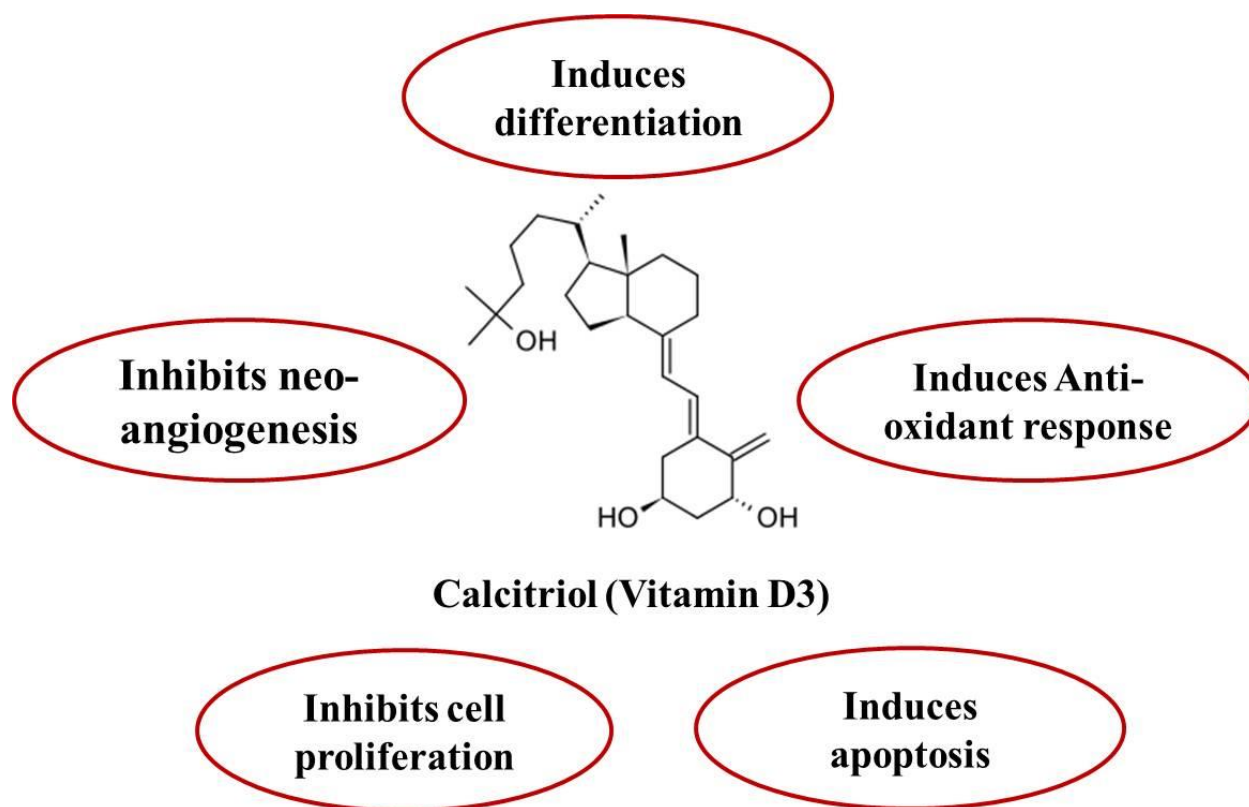 Induces
differentiation
OH
Inhibits neo-
angiogenesis
Induces Anti-
oxidant response
HO
OH
Calcitriol (Vitamin D3)
Inhibits cell
proliferation
Induces
apoptosis